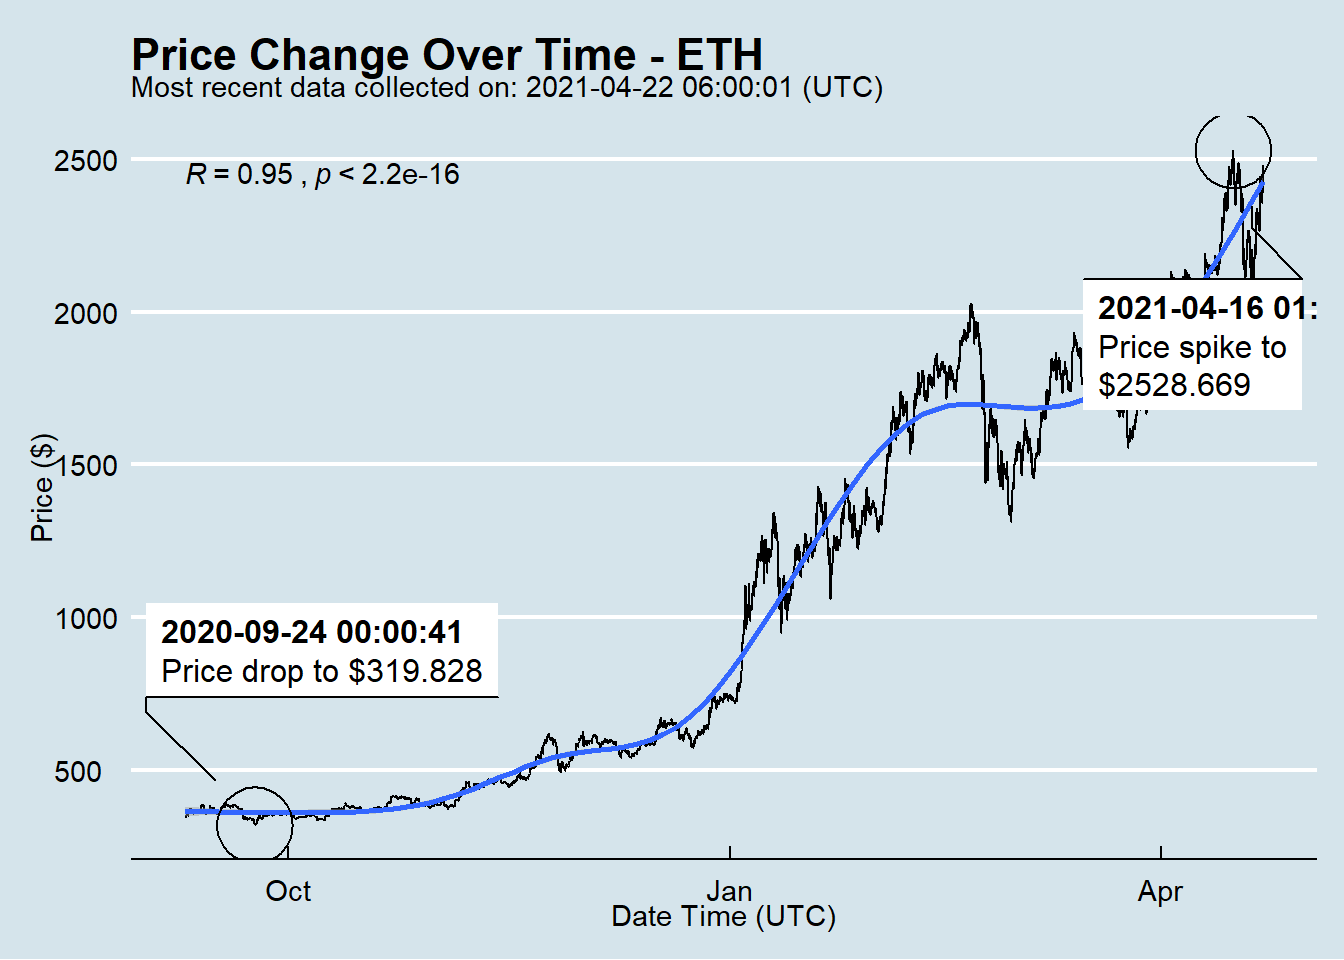 Price Change Over Time - ETH
Most recent data collected on: 2021-04-22 06:00:01 (UTC)
R = 0.95 , p < 2.2e-16
2500
2000
1500
1000
500
Price ($)
2021-04-16 01:
Price spike to
$2528.669
2020-09-24 00:00:41
Price drop to $319.828
Oct
Jan
Apr
Date Time (UTC)